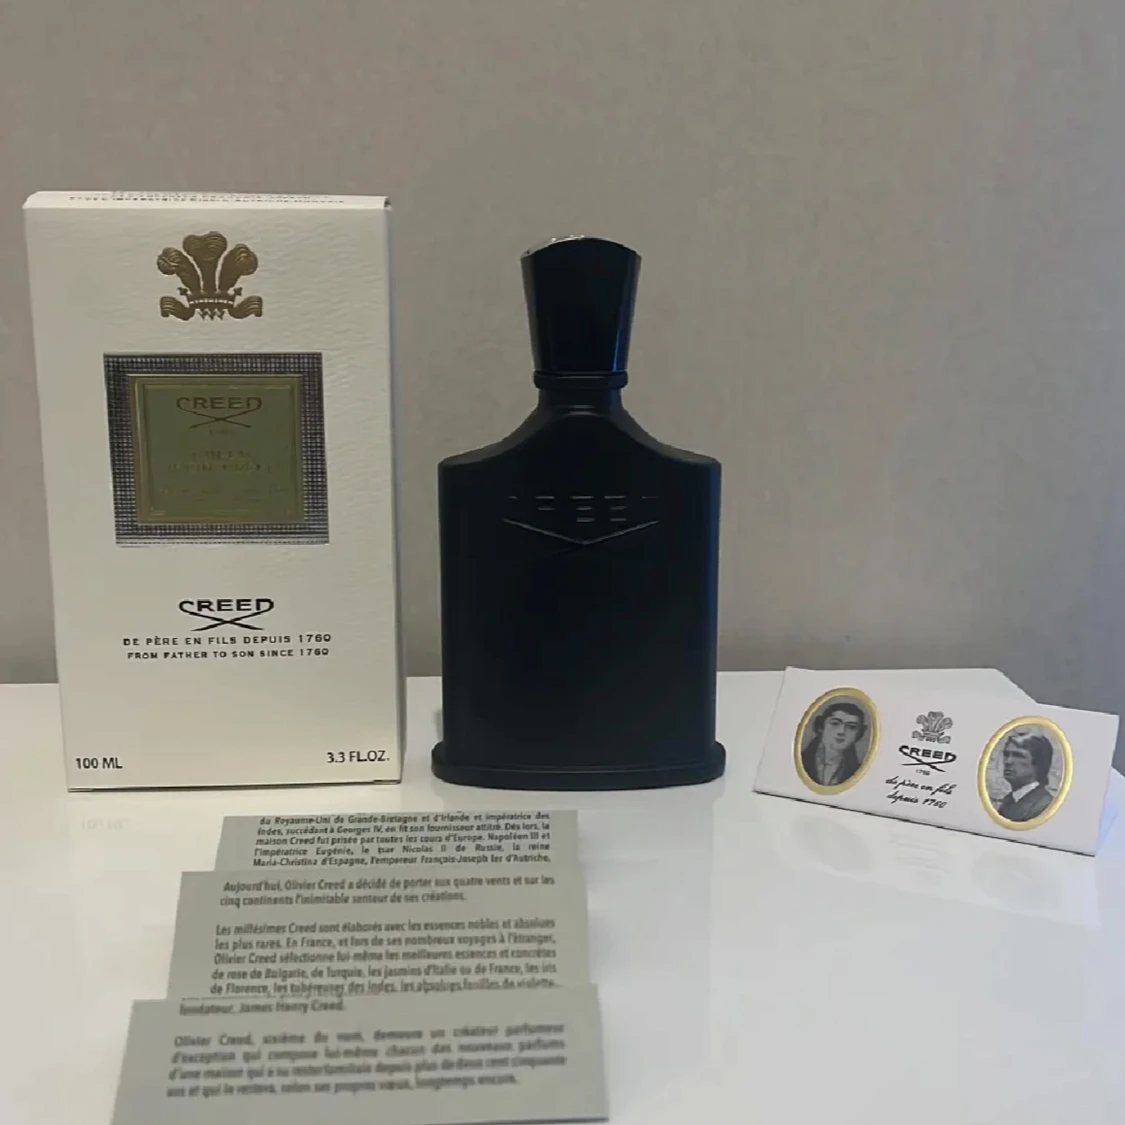 CREED
CREED
DE PÈRE EN FILS DEPUIS 1760
FROM FATHER TO SON SINCE 1760
100 ML
3.3 FL.OZ.
CREED
1760
de père en fils
depuis 1760
du Royaume-Uni de Grande-Bretagne et d'Irlande et impératrice des
Indes, succédant à Georges IV, en fit son fournisseur attitré. Dès lors, la
maison Creed fut prisée par toutes les cours d'Europe. Napoléon III et
l'impératrice Eugénie, le tsar Nicolas II de Russie, la reine
Maria-Christina d'Espagne, l'empereur François-Joseph Ier d'Autriche,
Aujourd'hui, Olivier Creed a décidé de porter aux quatre vents et sur les
cinq continents l'inimitable senteur de ses créations.
Les millésimes Creed sont élaborés avec les essences nobles et absolues
les plus rares. En France, et lors de ses nombreux voyages à l'étranger,
Olivier Creed sélectionne lui-même les meilleures essences et concrètes
de rose de Bulgarie, de Turquie, les jasmins d'Italie ou de France, les iris
de Florence, les tubéreuses des Indes, les absolues feuilles de violette
fondateur, James Henry Creed.
Olivier Creed, sixième du nom, demeure un créateur parfumeur
d'exception qui compose lui-même chacun des nouveaux parfums
d'une maison qui a su rester familiale depuis plus de deux cent cinquante
ans et qui le restera, selon ses propres vœux, longtemps encore.